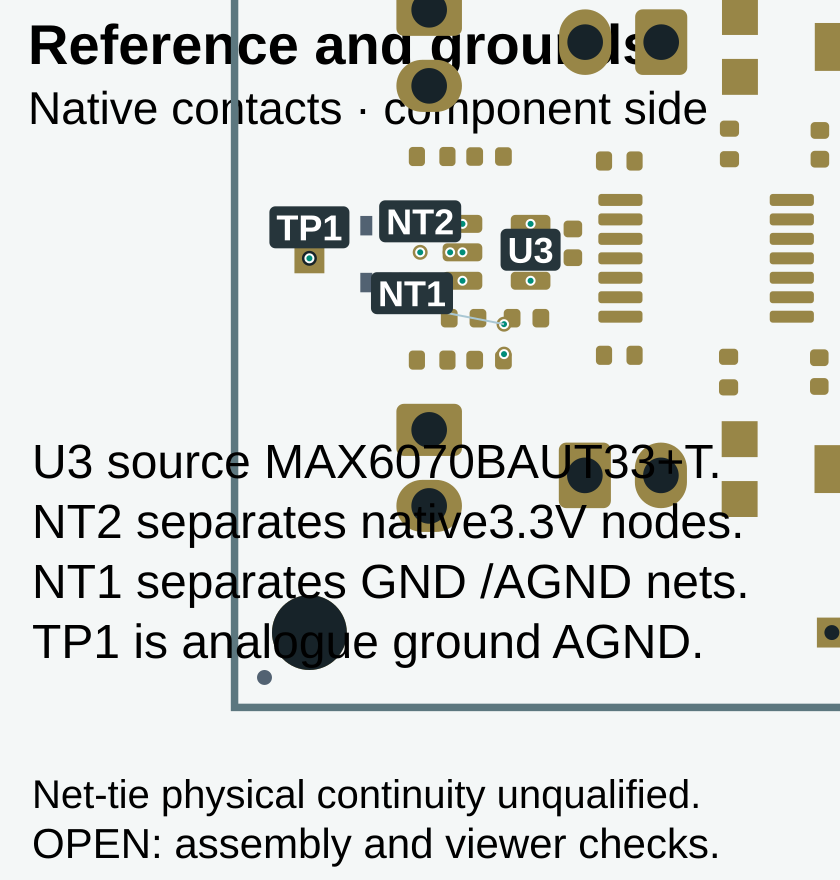 Reference and grounds
Native contacts · component side
TP1
NT2
U3
NT1
U3 source MAX6070BAUT33+T.
NT2 separates native3.3V nodes.
NT1 separates GND /AGND nets.
TP1 is analogue ground AGND.
Net-tie physical continuity unqualified.
OPEN: assembly and viewer checks.